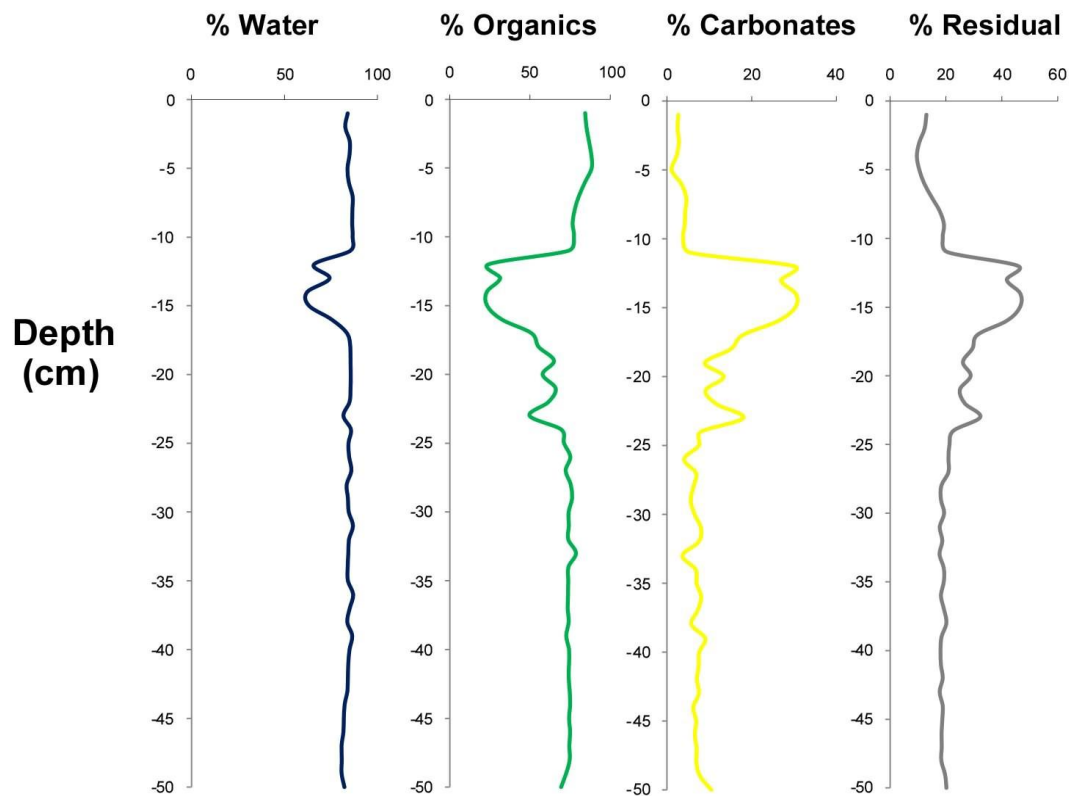 % Water % Organics % Carbonates % Residual
0 50 100 0 50 100 0 20 40 0 20 40 60
0 0 0 0
-5 -5 -5 -5
-10 -10 -10 -10
-15 -15 -15 -15
Depth
(cm)
-20 -20 -20 -20
-25 -25 -25 -25
-30 -30 -30 -30
-35 -35 -35 -35
-40 -40 -40 -40
-45 -45 -45 -45
-50 -50 -50 -50